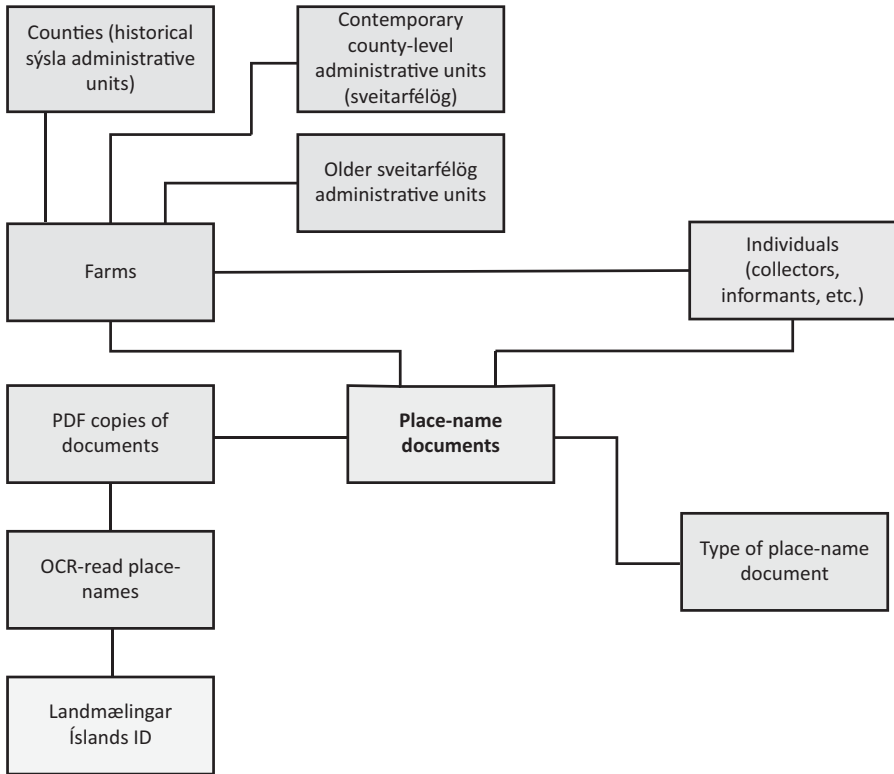 Counties (historical
sýsla administrative
units)
Contemporary
county-level
administrative units
(sveitarfélög)
Older sveitarfélög
administrative units
Farms
Individuals
(collectors,
informants, etc.)
PDF copies of
documents
Place-name
documents
OCR-read place-
names
Type of place-name
document
Landmælingar
Íslands ID